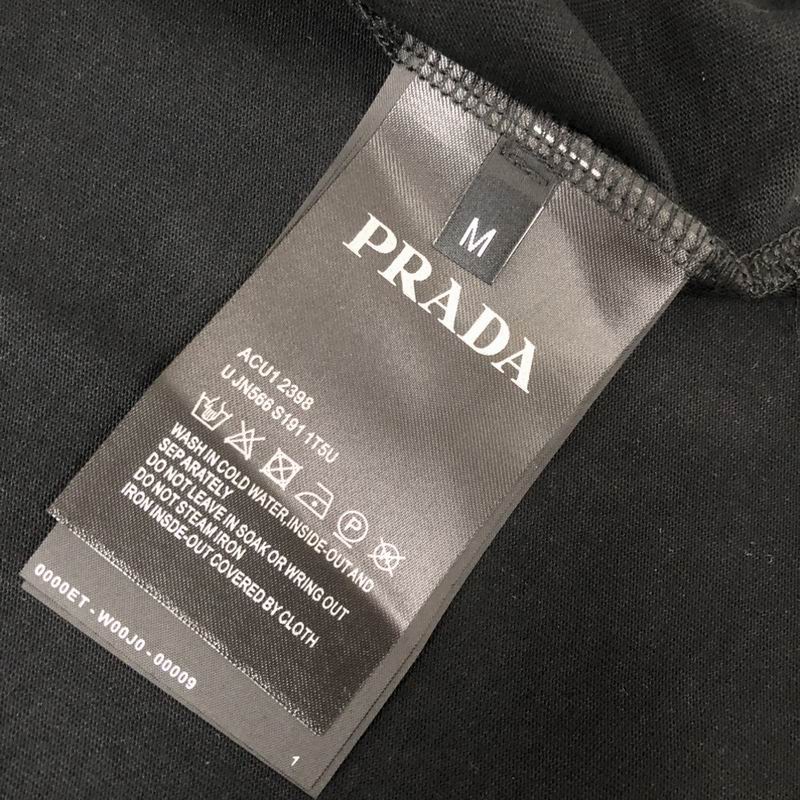 M
PRADA
ACU1 2398
U JN566 S191 1T5U
WASH IN COLD WATER,INSIDE-OUT AND
SEPARATELY
DO NOT LEAVE IN SOAK OR WRING OUT
DO NOT STEAM IRON
IRON INSDE-OUT COVERED BY CLOTH
0000ET - W00J0 - 00009
1